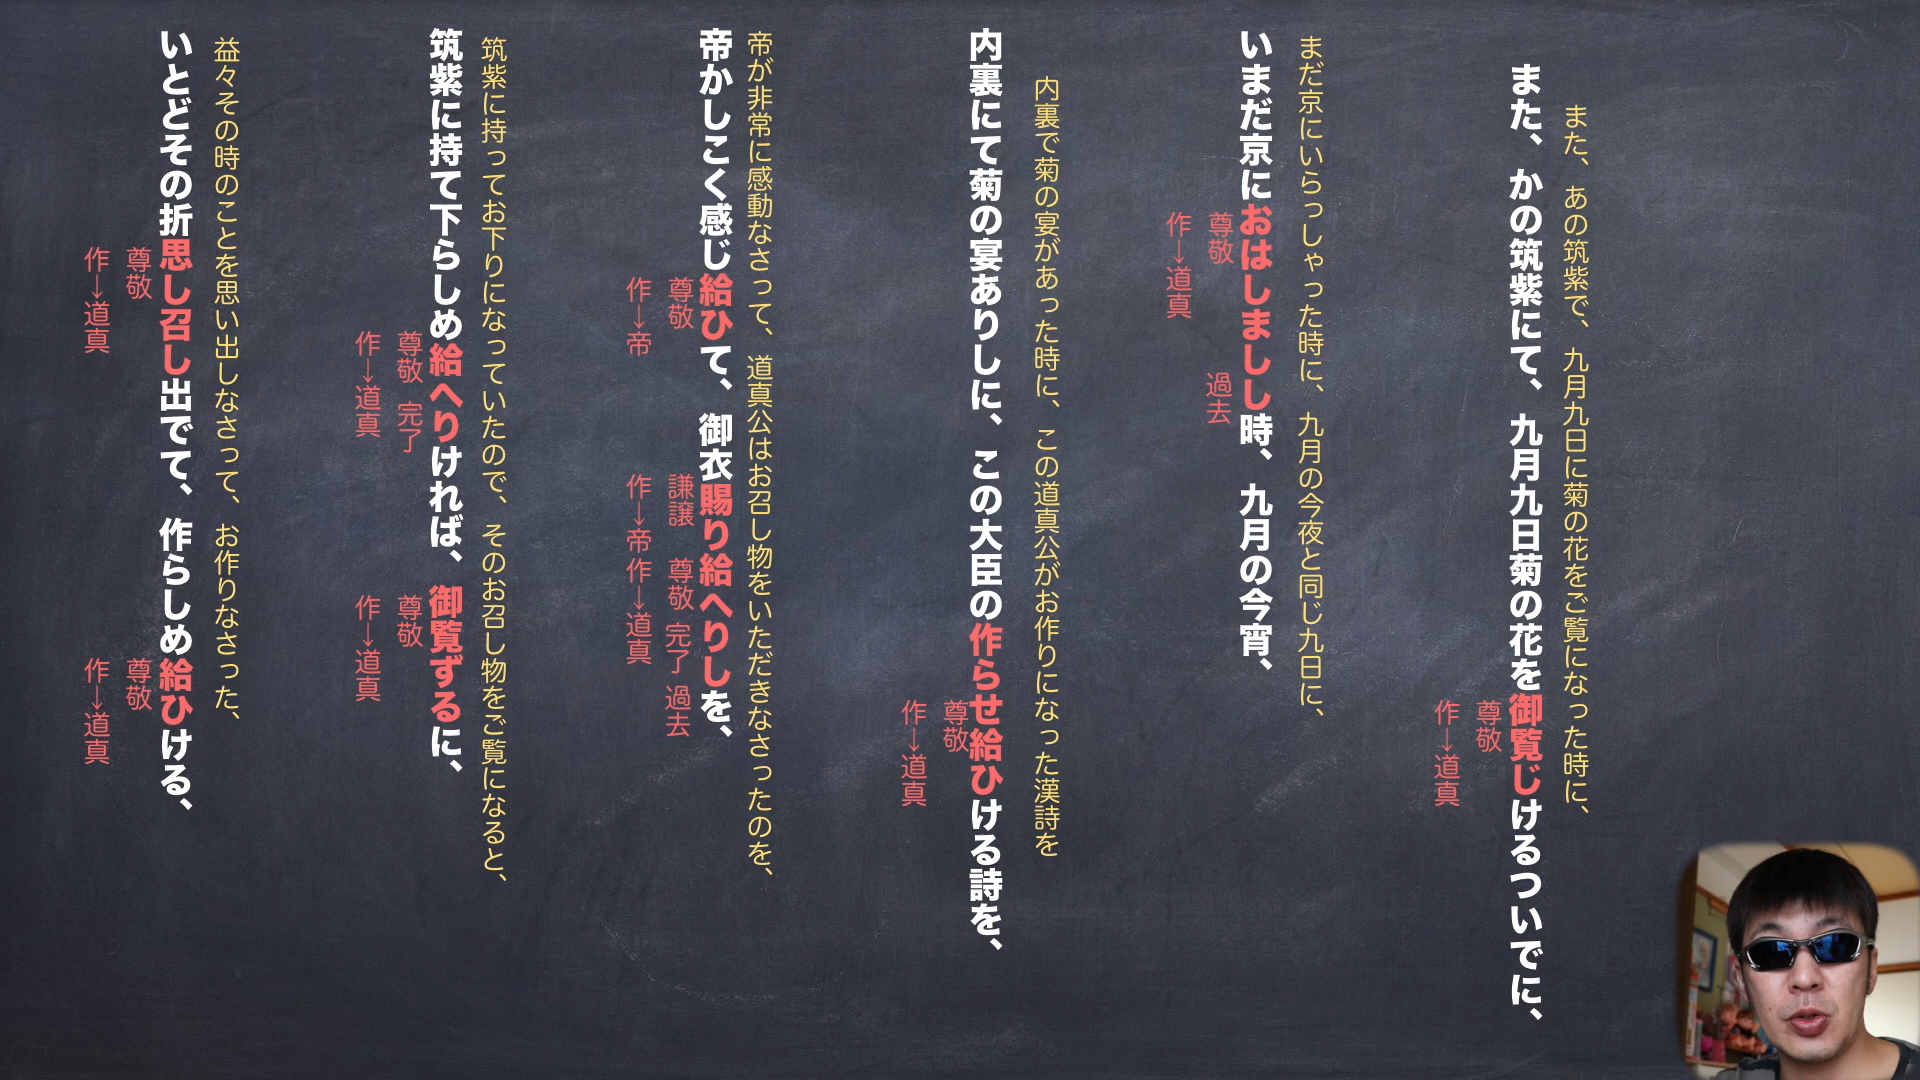 また、あの筑紫で、九月九日に菊の花をご覧になった時に、
また、かの筑紫にて、九月九日菊の花を御覧じけるついでに、
尊敬
作→道真
まだ京にいらっしゃった時に、九月の今夜と同じ九日に、
いまだ京におはしましし時、九月の今宵、
尊敬 過去
作→道真
内裏で菊の宴があった時に、この道真公がお作りになった漢詩を
内裏にて菊の宴ありしに、この大臣の作らせ給ひける詩を、
尊敬
作→道真
帝が非常に感動なさって、道真公はお召し物をいただきなさったのを、
帝かしこく感じ給ひて、御衣賜り給へりしを、
尊敬 謙譲 尊敬 完了 過去
作→帝 作→帝 作→道真
筑紫に持ってお下りになっていたので、そのお召し物をご覧になると、
筑紫に持て下らしめ給へりければ、御覧ずるに、
尊敬 完了 尊敬
作→道真 作→道真
益々その時のことを思い出しなさって、お作りなさった、
いとどその折思し召し出でて、作らしめ給ひける、
尊敬 尊敬
作→道真 作→道真